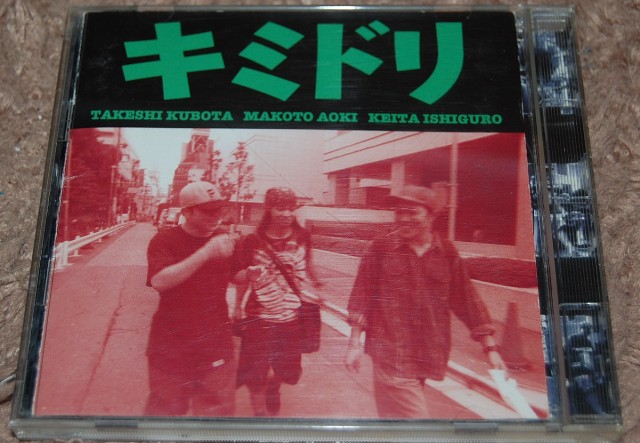 キミドリ
TAKESHI KUBOTA MAKOTO AOKI KEITA ISHIGURO